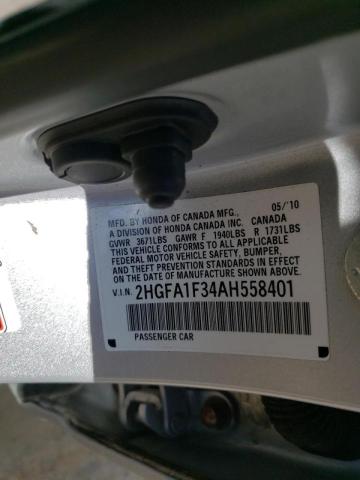 05/'10
MFD. BY HONDA OF CANADA MFG.,
A DIVISION OF HONDA CANADA INC. CANADA
GVWR 3671LBS GAWR F 1940LBS R 1731LBS
THIS VEHICLE CONFORMS TO ALL APPLICABLE
FEDERAL MOTOR VEHICLE SAFETY, BUMPER,
AND THEFT PREVENTION STANDARDS IN EFFECT
ON THE DATE OF MANUFACTURE SHOWN ABOVE.
V.I.N. 2HGFA1F34AH558401
PASSENGER CAR